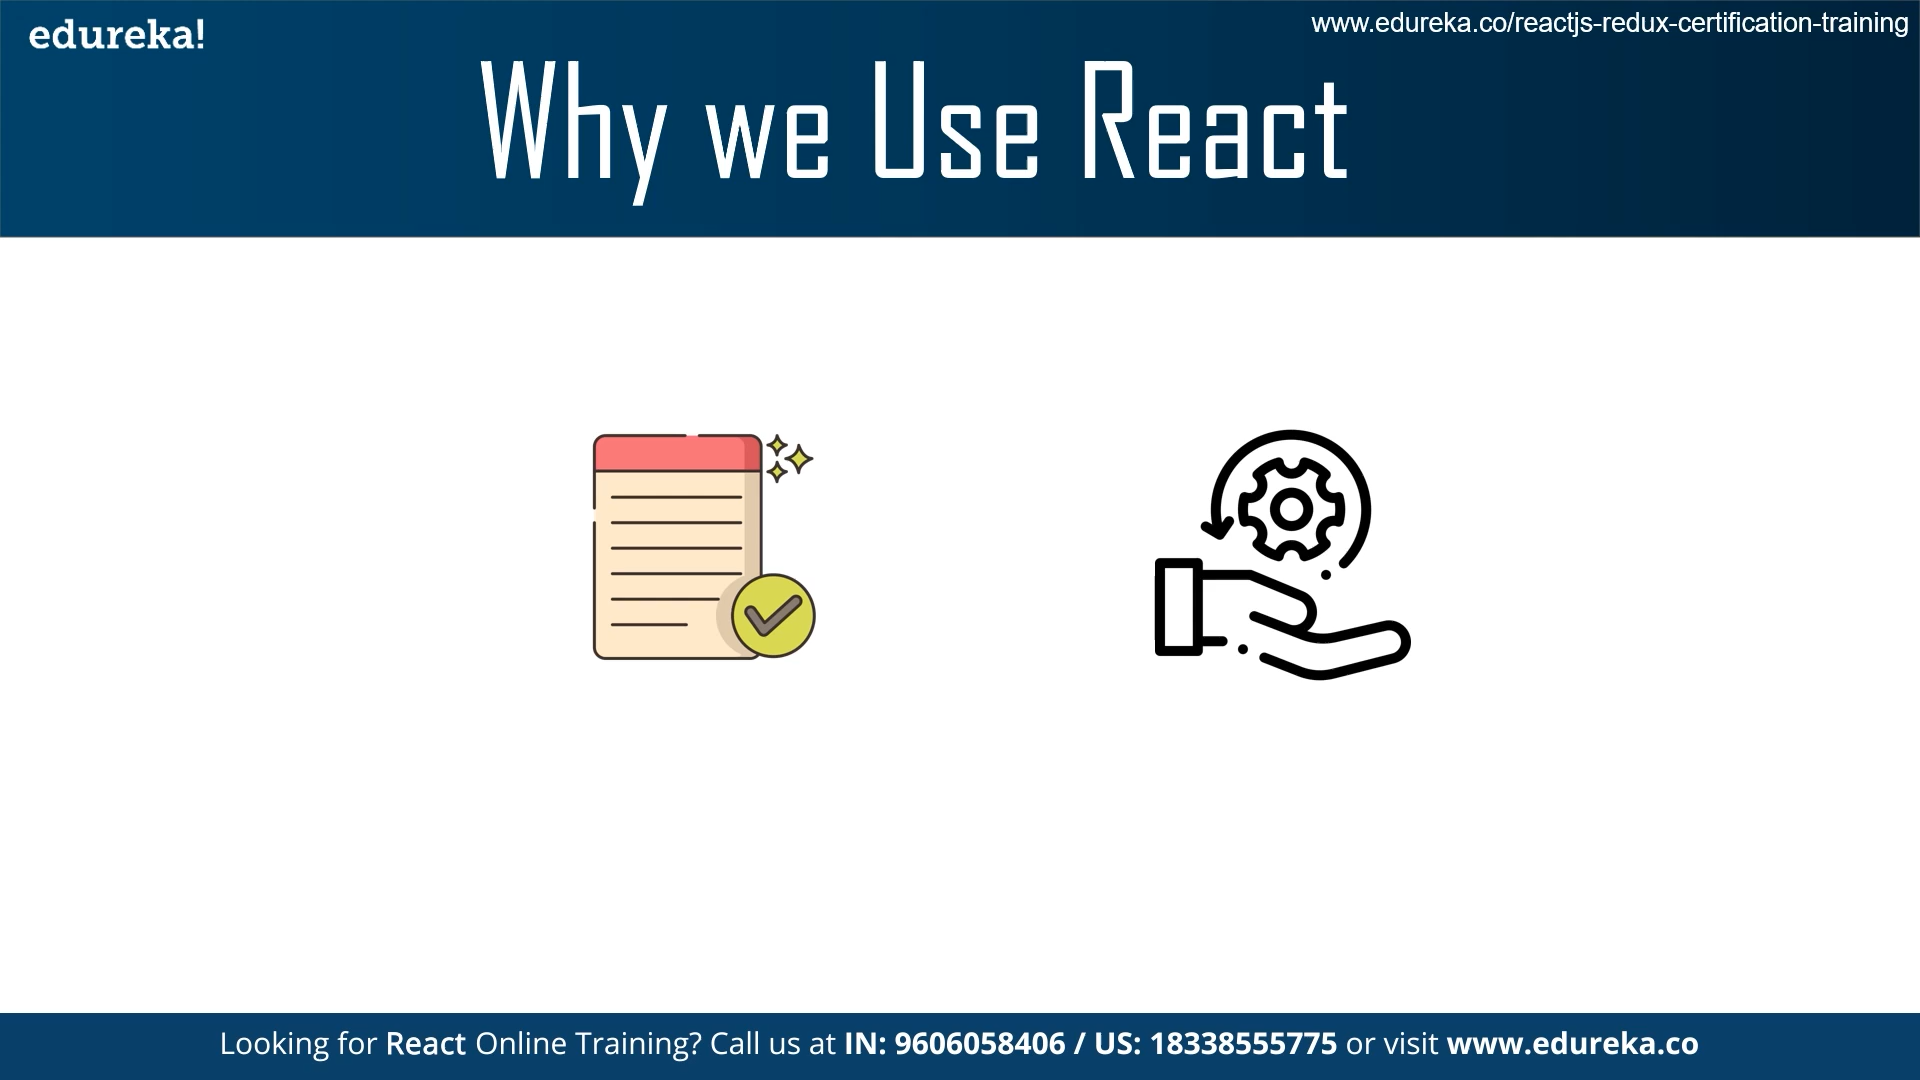 edureka!
www.edureka.co/reactjs-redux-certification-training
Why we Use React
Looking for React Online Training? Call us at IN: 9606058406 / US: 18338555775 or visit www.edureka.co